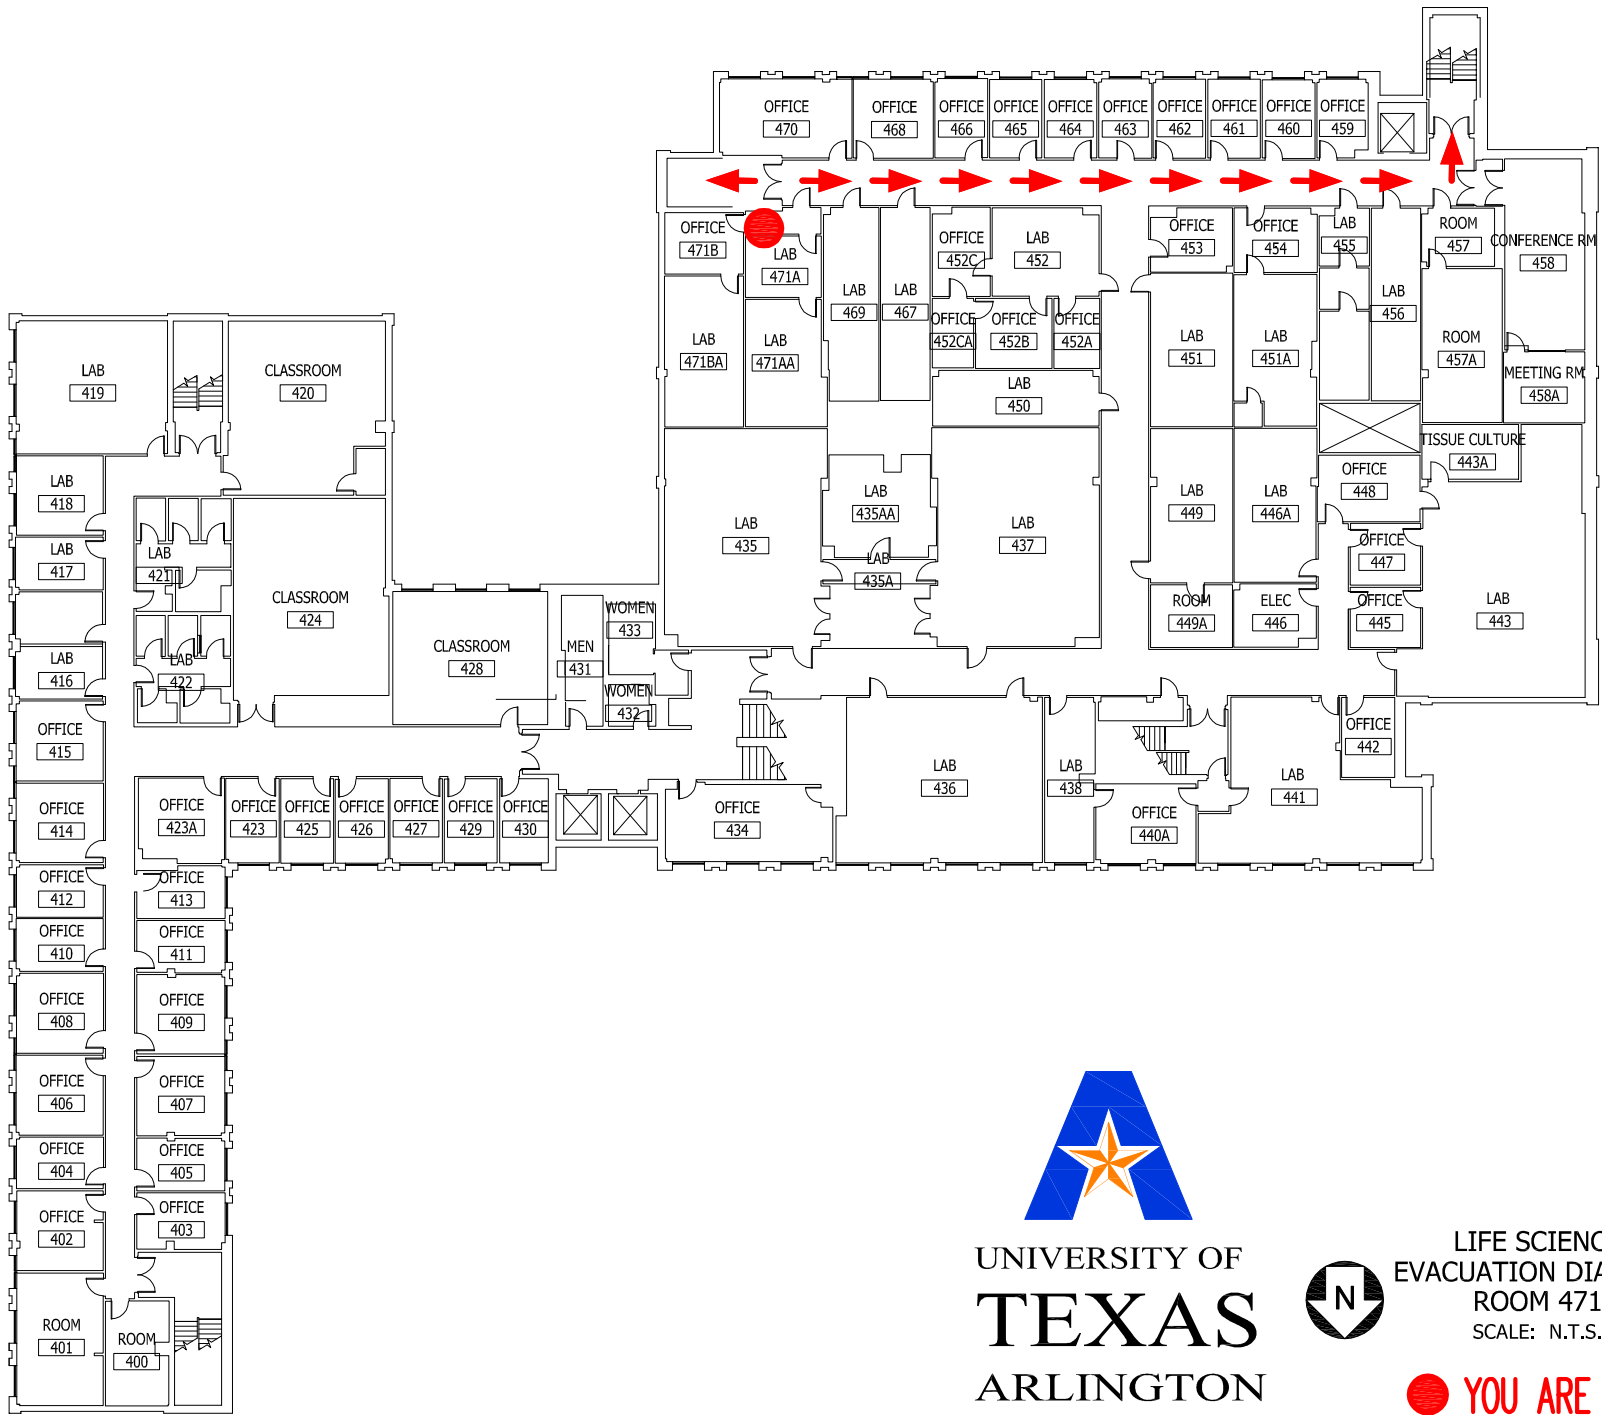 OFFICE
470
OFFICE
468
OFFICE
466
OFFICE
465
OFFICE
464
OFFICE
463
OFFICE
462
OFFICE
461
OFFICE
460
OFFICE
459
OFFICE
471B
LAB
471A
LAB
469
LAB
467
OFFICE
452C
LAB
452
OFFICE
453
OFFICE
454
LAB
455
LAB
456
ROOM
457
CONFERENCE RM
458
LAB
471BA
LAB
471AA
OFFICE
452CA
OFFICE
452B
OFFICE
452A
LAB
450
LAB
451
LAB
451A
ROOM
457A
MEETING RM
458A
LAB
419
CLASSROOM
420
LAB
418
LAB
417
LAB
421
CLASSROOM
424
LAB
416
LAB
422
CLASSROOM
428
MEN
431
WOMEN
433
WOMEN
432
LAB
435
LAB
435AA
LAB
435A
LAB
437
LAB
449
LAB
446A
OFFICE
448
TISSUE CULTURE
443A
OFFICE
447
OFFICE
445
LAB
443
ROOM
449A
ELEC
446
OFFICE
415
OFFICE
414
OFFICE
423A
OFFICE
423
OFFICE
425
OFFICE
426
OFFICE
427
OFFICE
429
OFFICE
430
OFFICE
434
LAB
436
LAB
438
OFFICE
440A
LAB
441
OFFICE
442
OFFICE
412
OFFICE
413
OFFICE
410
OFFICE
411
OFFICE
408
OFFICE
409
OFFICE
406
OFFICE
407
OFFICE
404
OFFICE
405
OFFICE
402
OFFICE
403
ROOM
401
ROOM
400
UNIVERSITY OF
TEXAS
ARLINGTON
N
LIFE SCIENC
EVACUATION DIA
ROOM 471
SCALE: N.T.S.
YOU ARE